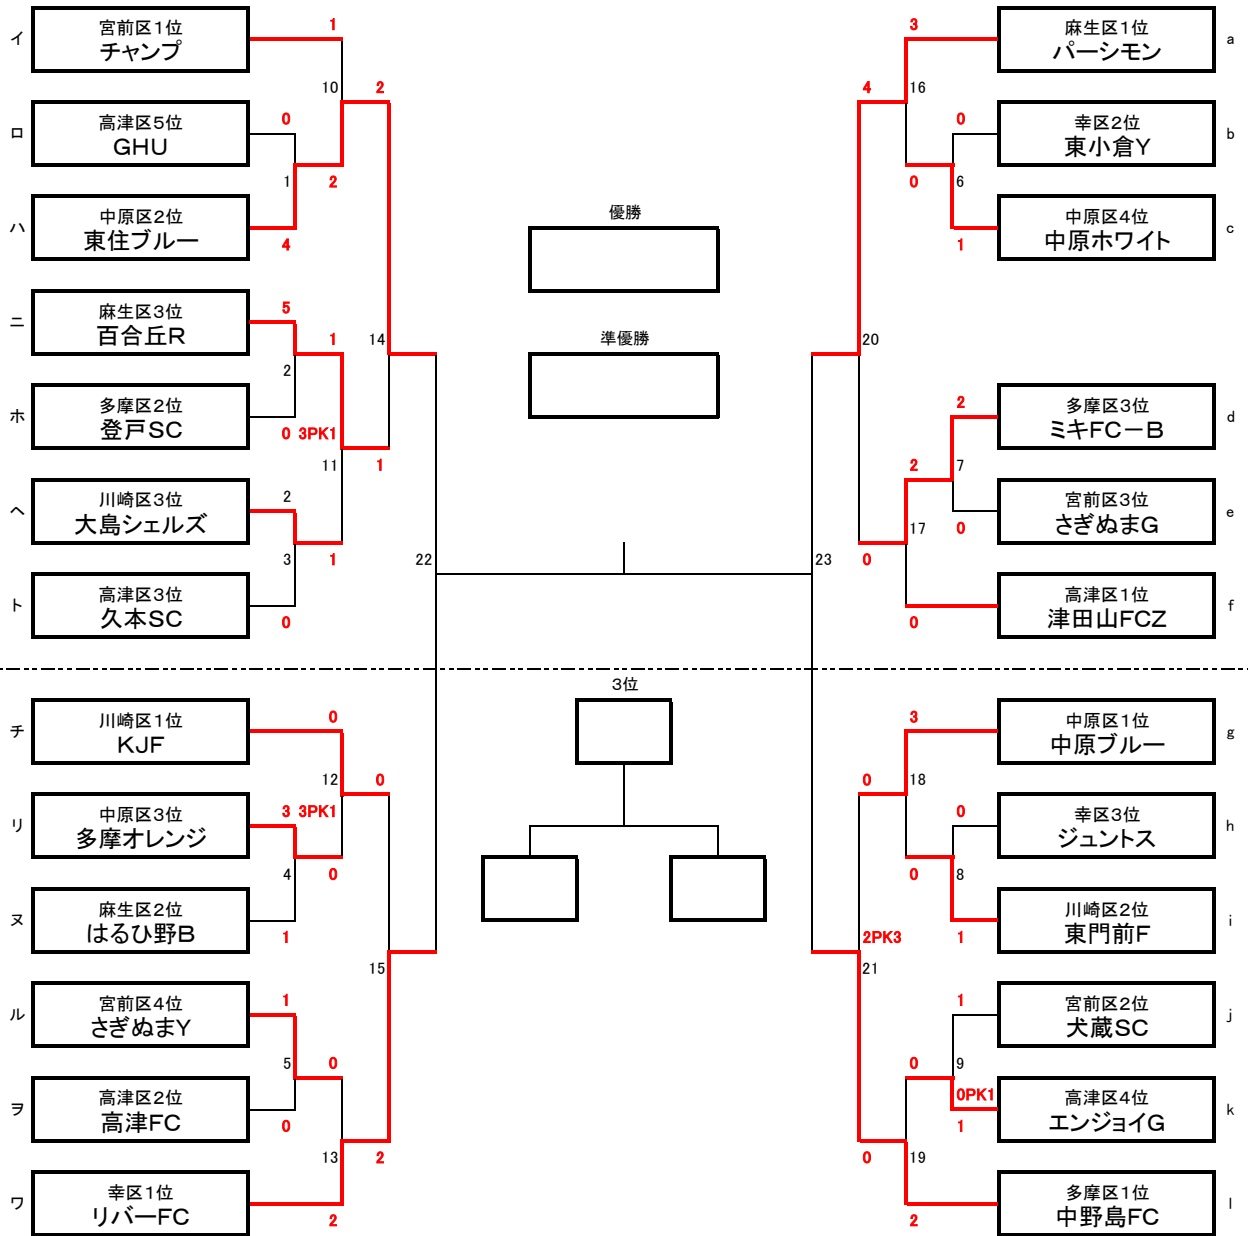 イ
宮前区1位
チャンプ
1
10
2
ロ
高津区5位
GHU
0
1
2
ハ
中原区2位
東住ブルー
4
ニ
麻生区3位
百合丘R
5
1
14
2
ホ
多摩区2位
登戸SC
0 3PK1
11
1
ヘ
川崎区3位
大島シェルズ
2
3
1
22
ト
高津区3位
久本SC
0
チ
川崎区1位
KJF
0
12
0
リ
中原区3位
多摩オレンジ
3 3PK1
4
0
ヌ
麻生区2位
はるひ野B
1
15
ル
宮前区4位
さぎぬまY
1
5
0
ヲ
高津区2位
高津FC
0
13
2
ワ
幸区1位
リバーFC
2
優勝
準優勝
3位
3
麻生区1位
パーシモン
a
4
16
0
幸区2位
東小倉Y
b
0
6
中原区4位
中原ホワイト
c
1
20
2
多摩区3位
ミキFC－B
d
2
7
宮前区3位
さぎぬまG
e
17
0
23
0
高津区1位
津田山FCZ
f
0
3
中原区1位
中原ブルー
g
0
18
0
幸区3位
ジュントス
h
0
8
川崎区2位
東門前F
i
1
2PK3
21
1
宮前区2位
犬蔵SC
j
0
9
0PK1
高津区4位
エンジョイG
k
1
0
19
多摩区1位
中野島FC
l
2